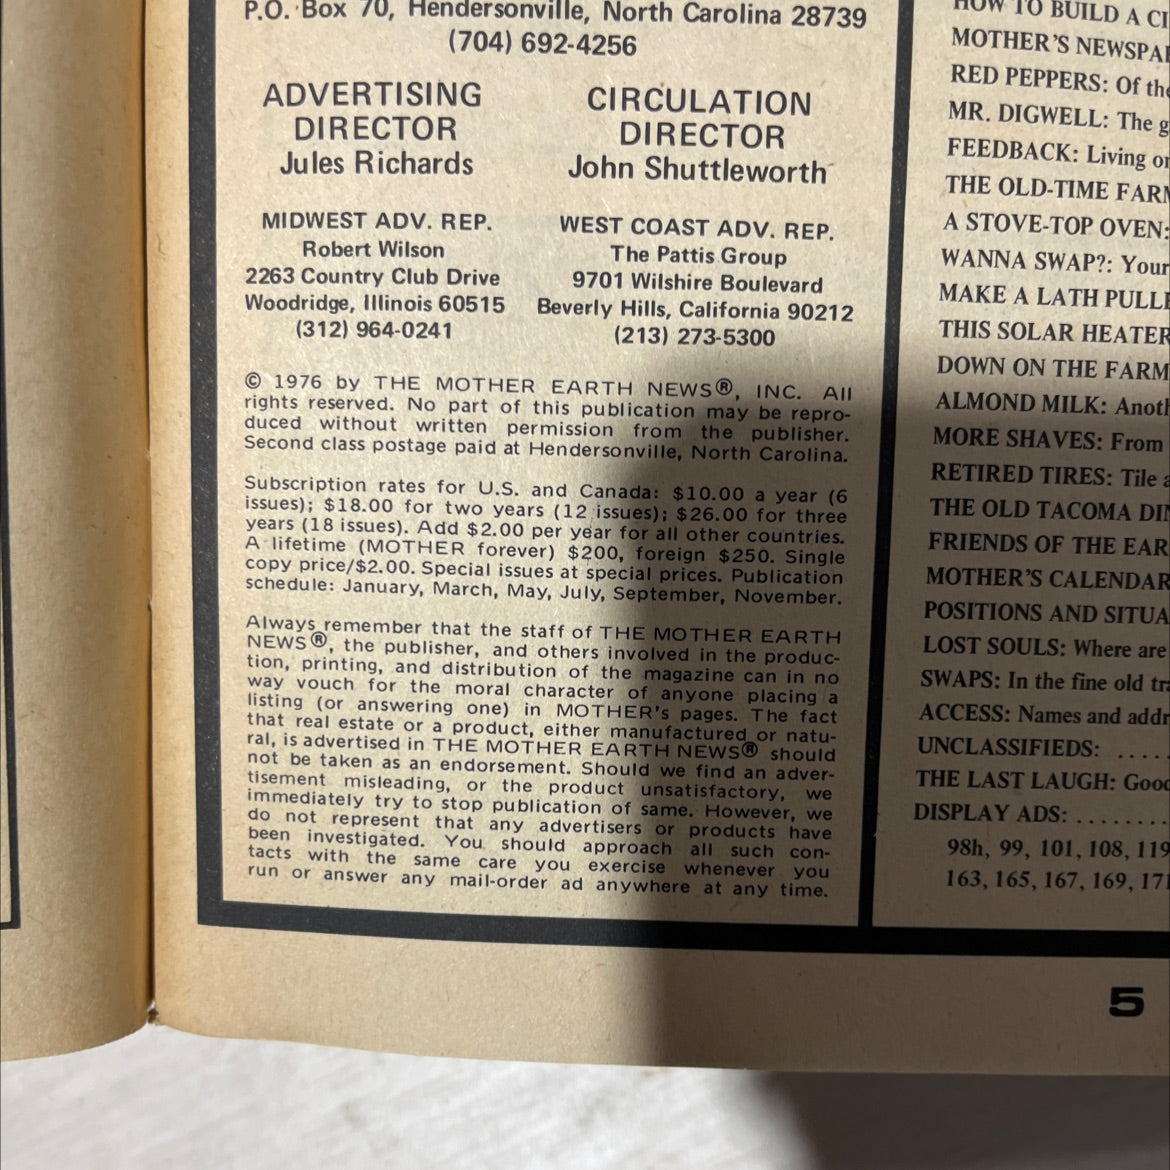 P.O. Box 70, Hendersonville, North Carolina 28739
(704) 692-4256
ADVERTISING
DIRECTOR
Jules Richards
CIRCULATION
DIRECTOR
John Shuttleworth
MIDWEST ADV. REP.
Robert Wilson
2263 Country Club Drive
Woodridge, Illinois 60515
(312) 964-0241
WEST COAST ADV. REP.
The Pattis Group
9701 Wilshire Boulevard
Beverly Hills, California 90212
(213) 273-5300
© 1976 by THE MOTHER EARTH NEWS®, INC. All
rights reserved. No part of this publication may be repro-
duced without written permission from the publisher.
Second class postage paid at Hendersonville, North Carolina.
Subscription rates for U.S. and Canada: $10.00 a year (6
issues); $18.00 for two years (12 issues); $26.00 for three
years (18 issues). Add $2.00 per year for all other countries.
A lifetime (MOTHER forever) $200, foreign $250. Single
copy price/$2.00. Special issues at special prices. Publication
schedule: January, March, May, July, September, November.
Always remember that the staff of THE MOTHER EARTH
NEWS®, the publisher, and others involved in the produc-
tion, printing, and distribution of the magazine can in no
way vouch for the moral character of anyone placing a
listing (or answering one) in MOTHER's pages. The fact
that real estate or a product, either manufactured or natu-
ral, is advertised in THE MOTHER EARTH NEWS® should
not be taken as an endorsement. Should we find an adver-
tisement misleading, or the product unsatisfactory, we
immediately try to stop publication of same. However, we
do not represent that any advertisers or products have
been investigated. You should approach all such con-
tacts with the same care you exercise whenever you
run or answer any mail-order ad anywhere at any time.
HOW TO BUILD A
MOTHER'S
RED PEPPERS: Of
MR. DIGWELL: The
FEEDBACK: Living
THE OLD-TIME
A STOVE-TOP OVEN:
WANNA SWAP?: Your
MAKE A LATH
THIS SOLAR HEATER
DOWN ON THE FARM
ALMOND MILK:
MORE SHAVES: From
RETIRED TIRES: Tile
THE OLD TACOMA
FRIENDS OF THE
MOTHER'S CALENDAR
POSITIONS AND
LOST SOULS: Where are
SWAPS: In the fine old
ACCESS: Names and
UNCLASSIFIEDS: ....
THE LAST LAUGH:
DISPLAY ADS: ........
98h, 99, 101, 108, 119
163, 165, 167, 169,
5